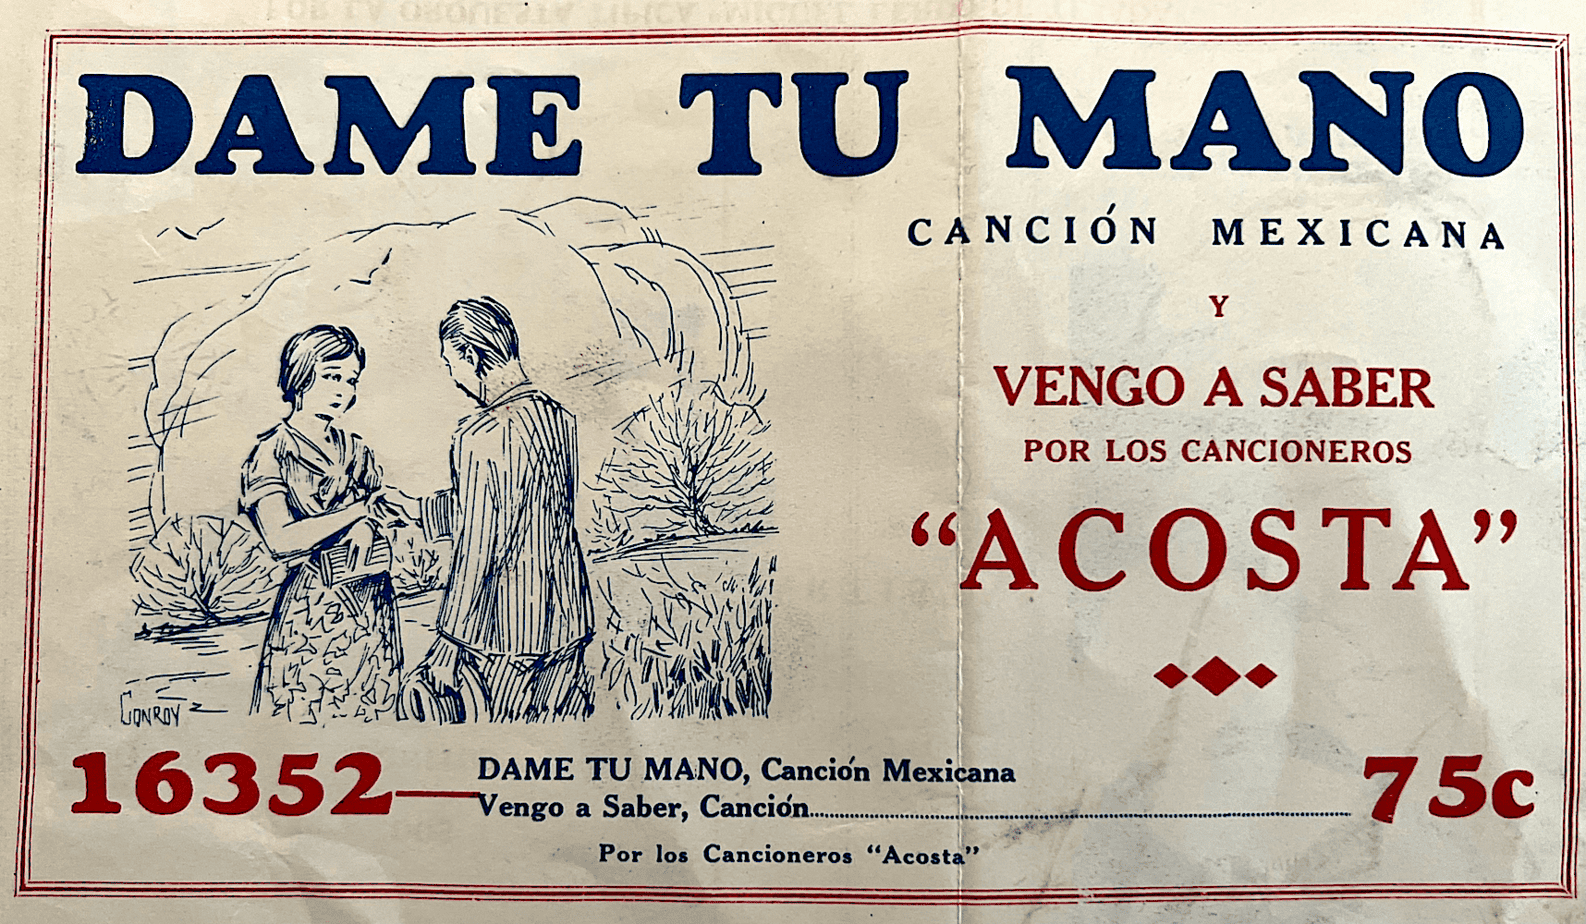 DAME TU MANO
CANCIÓN MEXICANA
Y
VENGO A SABER
POR LOS CANCIONEROS
"ACOSTA"
CONROY
16352—DAME TU MANO, Canción Mexicana
Vengo a Saber, Canción........ 75c
Por los Cancioneros "Acosta"